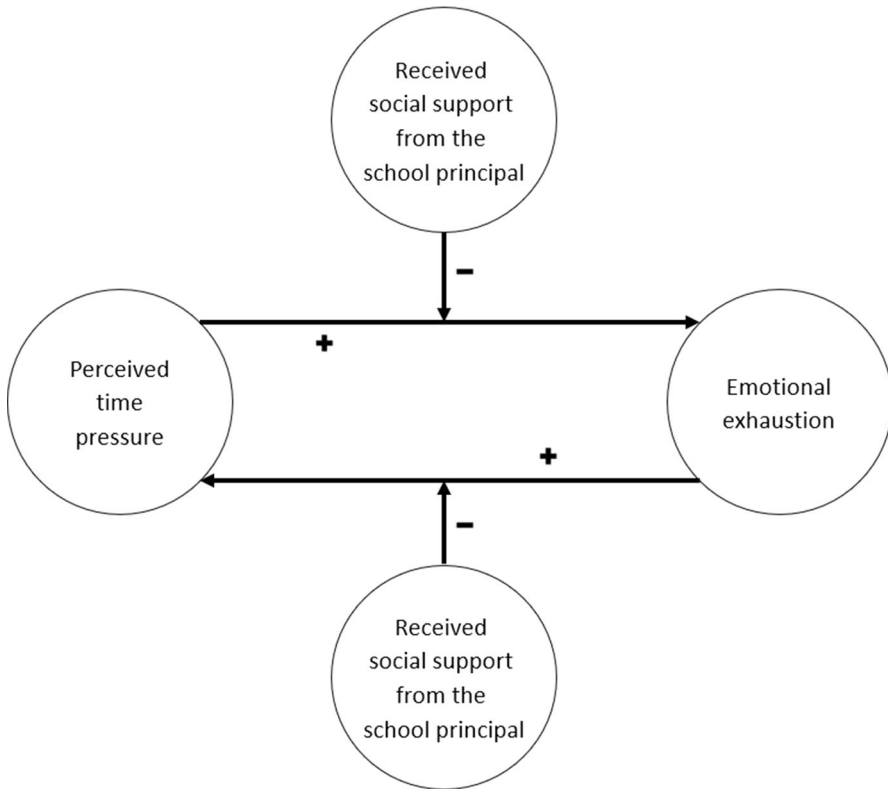 Received
social support
from the
school principal
–
+
Perceived
time
pressure
Emotional
exhaustion
+
–
Received
social support
from the
school principal